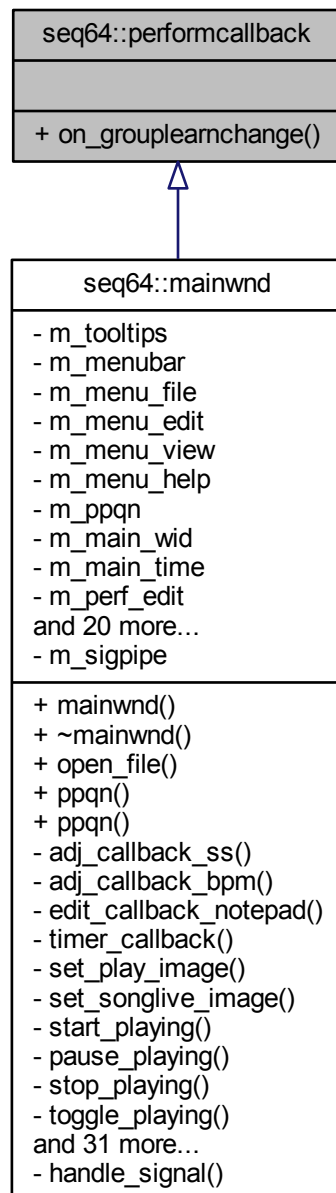 seq64::performcallback
+ on_grouplearnchange()
seq64::mainwnd
- m_tooltips
- m_menubar
- m_menu_file
- m_menu_edit
- m_menu_view
- m_menu_help
- m_ppqn
- m_main_wid
- m_main_time
- m_perf_edit
and 20 more...
- m_sigpipe
+ mainwnd()
+ ~mainwnd()
+ open_file()
+ ppqn()
+ ppqn()
- adj_callback_ss()
- adj_callback_bpm()
- edit_callback_notepad()
- timer_callback()
- set_play_image()
- set_songlive_image()
- start_playing()
- pause_playing()
- stop_playing()
- toggle_playing()
and 31 more...
- handle_signal()